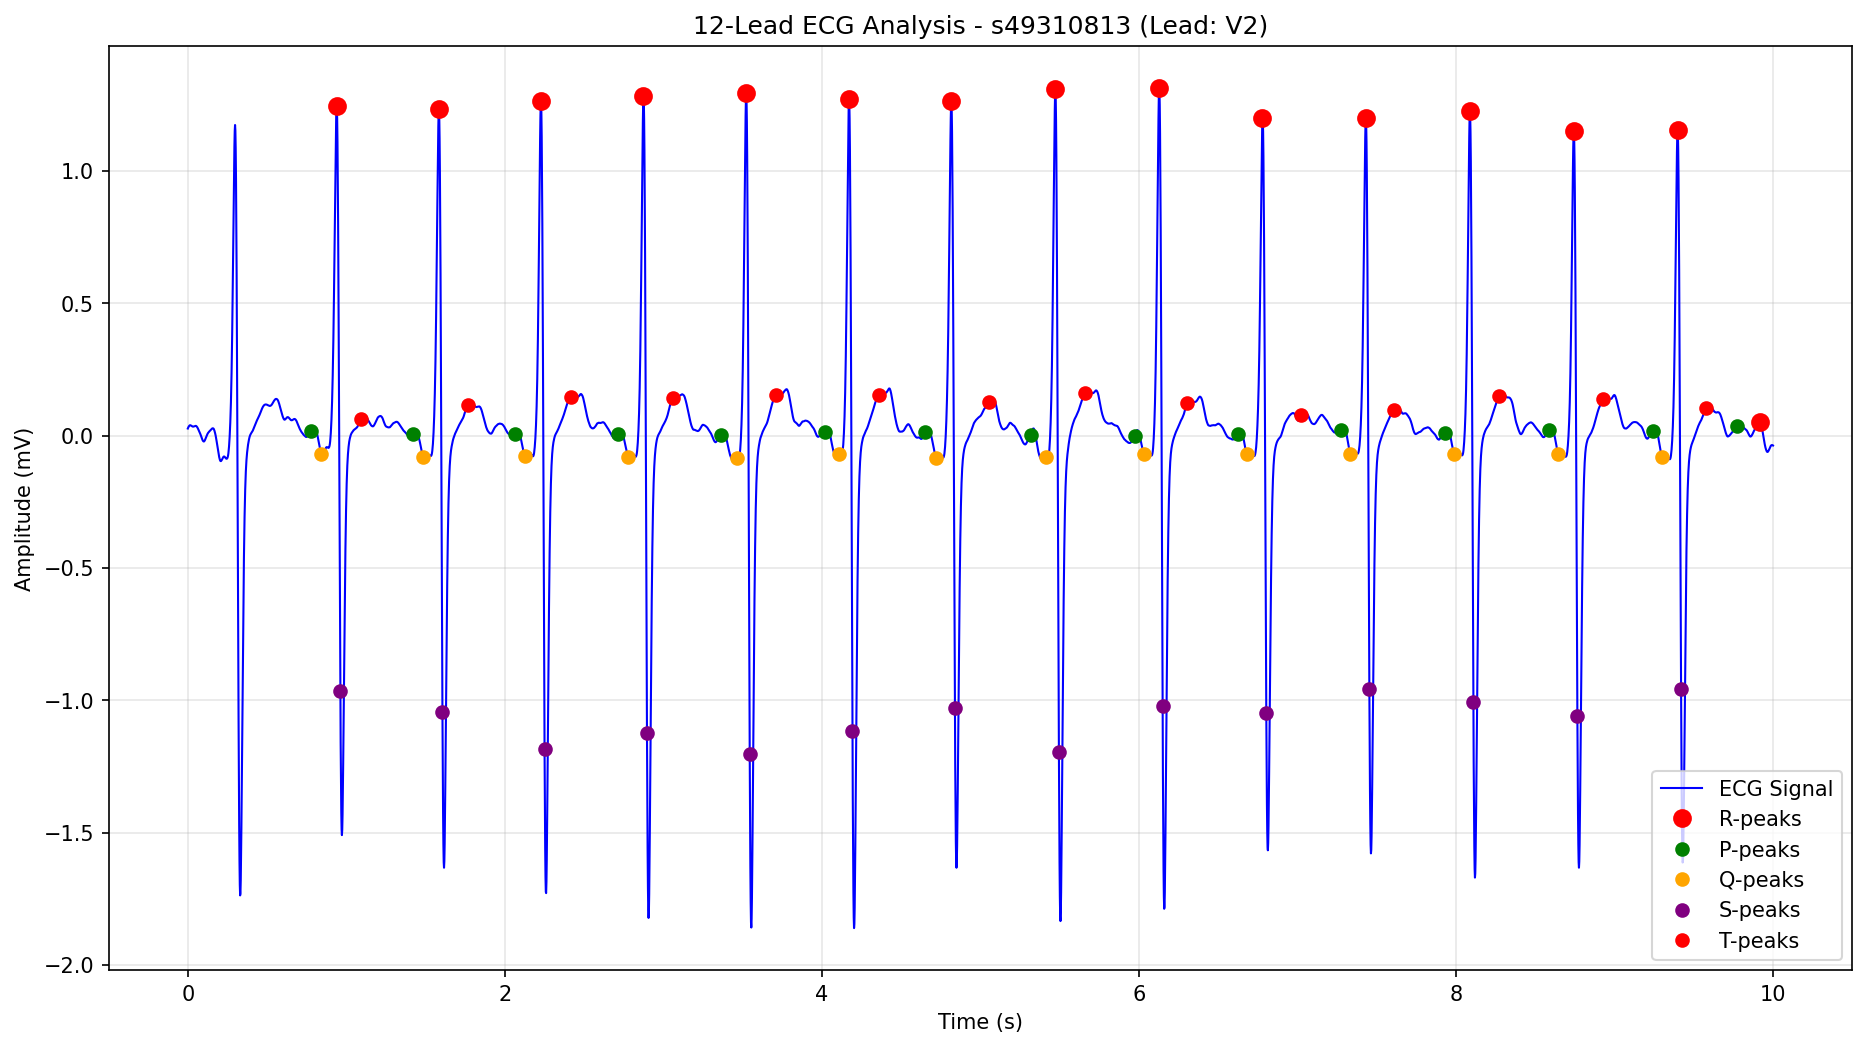 12-Lead ECG Analysis - s49310813 (Lead: V2)
Amplitude (mV)
1.0
0.5
0.0
−0.5
−1.0
−1.5
−2.0
ECG Signal
R-peaks
P-peaks
Q-peaks
S-peaks
T-peaks
0 2 4 6 8 10
Time (s)